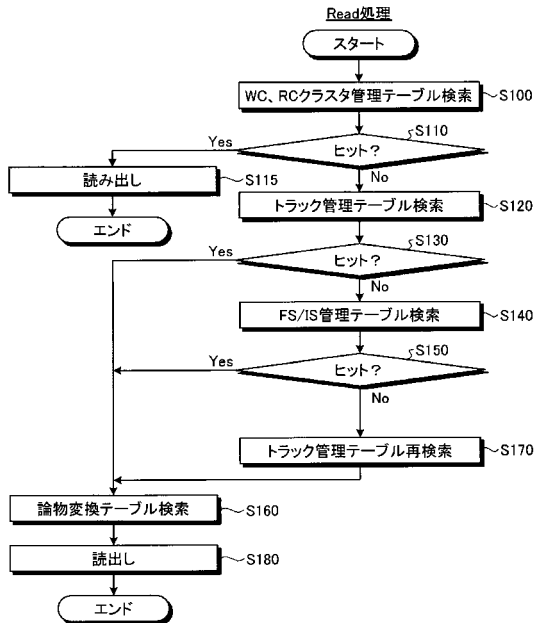 Read処理
スタート
WC、RCクラスタ管理テーブル検索
S100
ヒット?
S110
Yes
No
読み出し
S115
エンド
トラック管理テーブル検索
S120
ヒット?
S130
Yes
No
FS/IS管理テーブル検索
S140
ヒット?
S150
Yes
No
トラック管理テーブル再検索
S170
論物変換テーブル検索
S160
読出し
S180
エンド